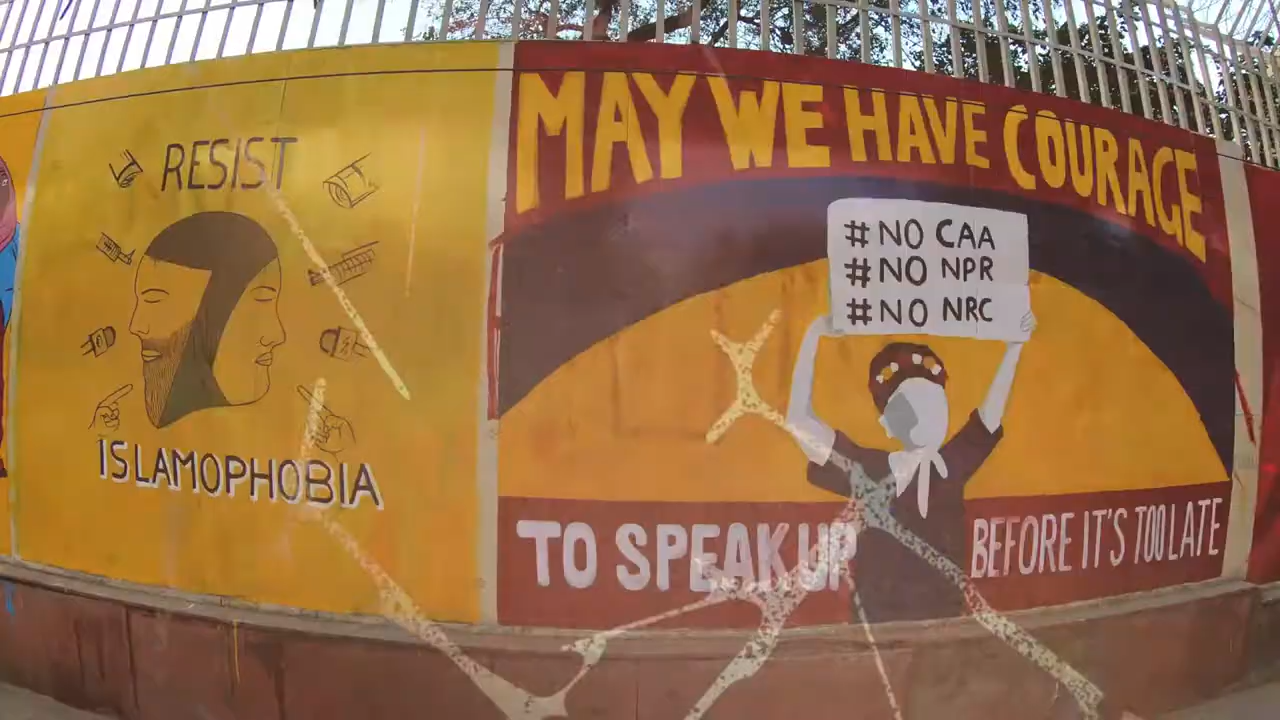 RESIST
ISLAMOPHOBIA
MAY WE HAVE COURAGE
# NO CAA
# NO NPR
# NO NRC
TO SPEAK UP BEFORE IT'S TOO LATE